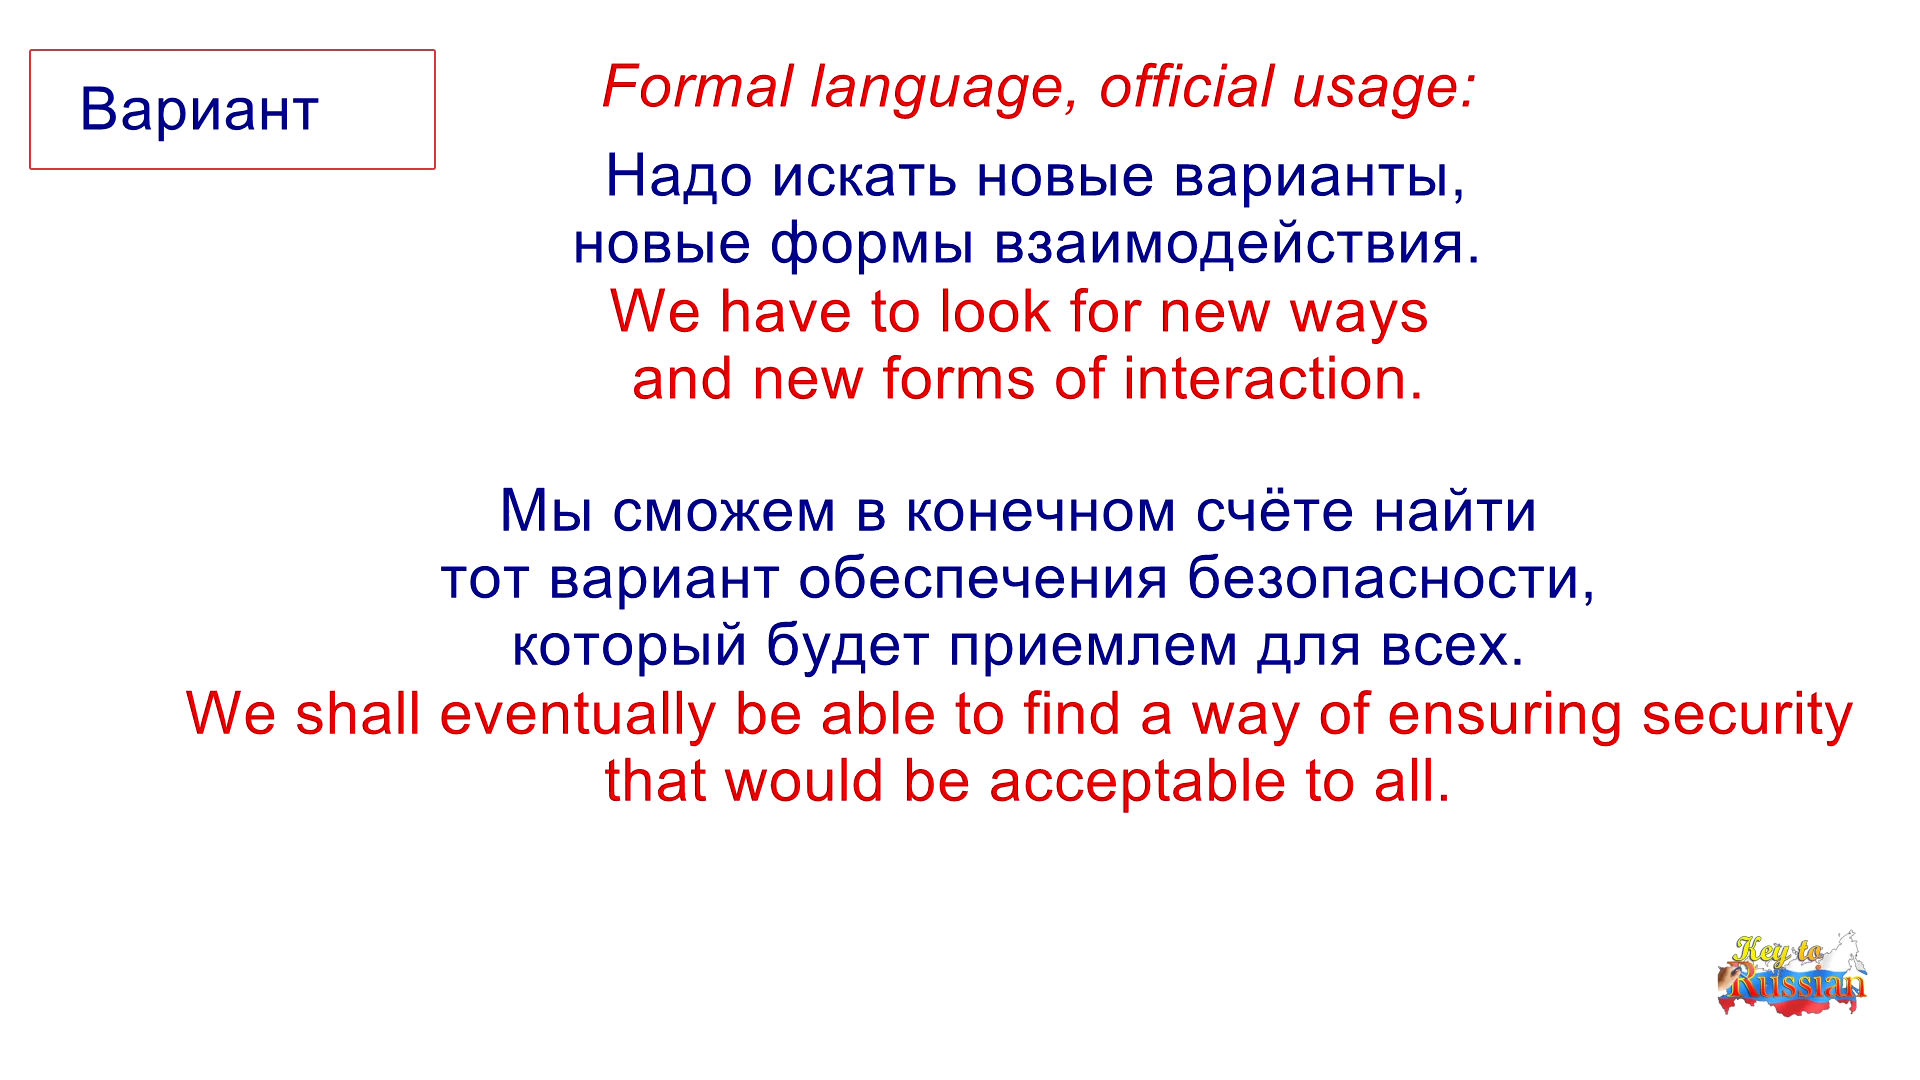 Вариант
Formal language, official usage:
Надо искать новые варианты,
новые формы взаимодействия.
We have to look for new ways
and new forms of interaction.
Мы сможем в конечном счёте найти
тот вариант обеспечения безопасности,
который будет приемлем для всех.
We shall eventually be able to find a way of ensuring security
that would be acceptable to all.
Key to
Russian